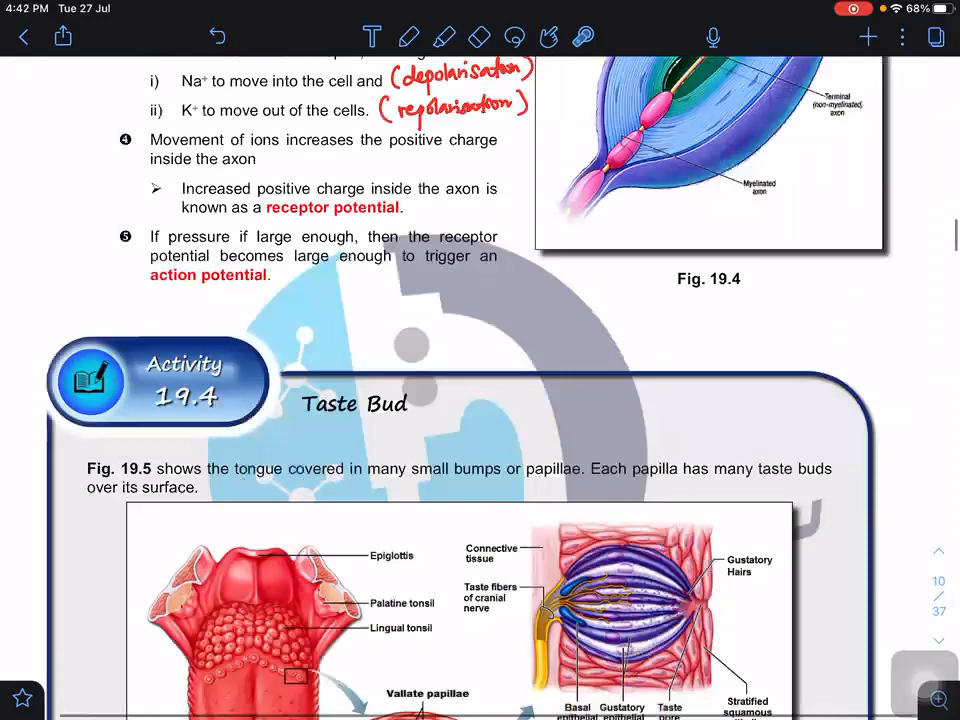 4:42 PM Tue 27 Jul
68%
i) Na⁺ to move into the cell and (depolarisation)
ii) K⁺ to move out of the cells. (repolarisation)
❹ Movement of ions increases the positive charge
inside the axon
➢ Increased positive charge inside the axon is
known as a receptor potential.
❺ If pressure if large enough, then the receptor
potential becomes large enough to trigger an
action potential.
Terminal
(non-myelinated)
axon
Myelinated
axon
Fig. 19.4
Activity
19.4
Taste Bud
Fig. 19.5 shows the tongue covered in many small bumps or papillae. Each papilla has many taste buds
over its surface.
Epiglottis
Palatine tonsil
Lingual tonsil
Vallate papillae
Connective
tissue
Taste fibers
of cranial
nerve
Gustatory
Hairs
Basal
epithelial
Gustatory
epithelial
Taste
pore
Stratified
squamous
10
/
37